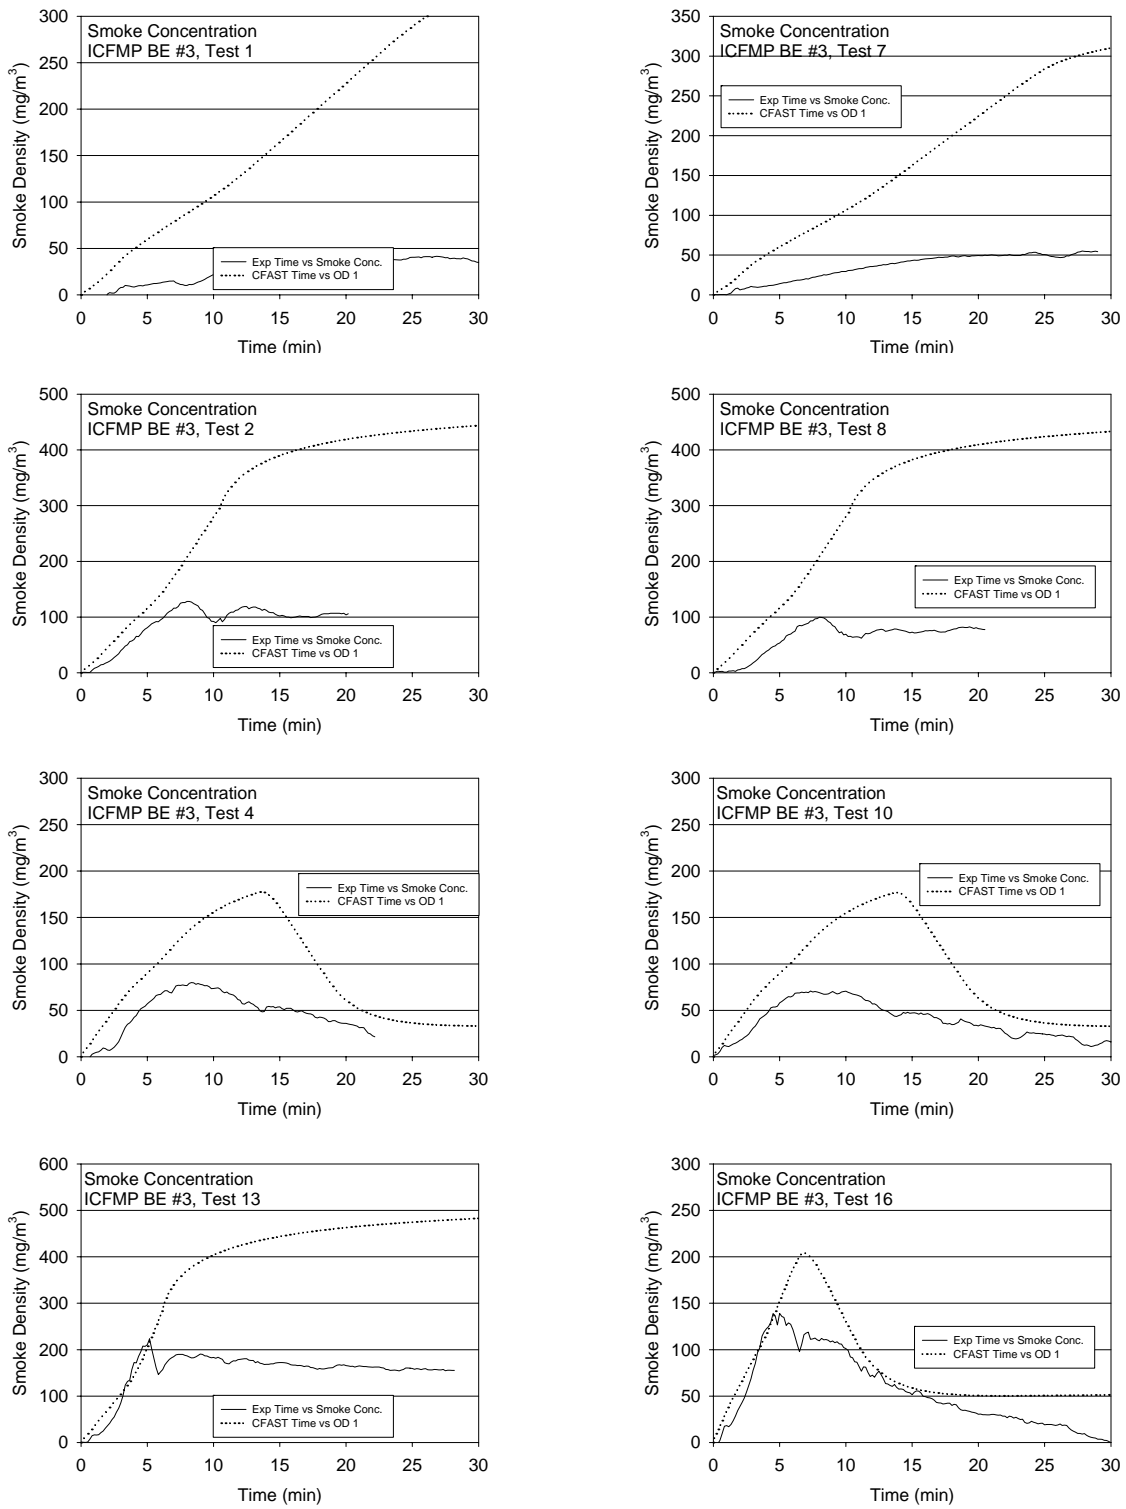 Smoke Concentration
ICFMP BE #3, Test 1
Smoke Density (mg/m³)
300
250
200
150
100
50
0
Exp Time vs Smoke Conc.
CFAST Time vs OD 1
0 5 10 15 20 25 30
Time (min)
Smoke Concentration
ICFMP BE #3, Test 7
Smoke Density (mg/m³)
350
300
250
200
150
100
50
0
Exp Time vs Smoke Conc.
CFAST Time vs OD 1
0 5 10 15 20 25 30
Time (min)
Smoke Concentration
ICFMP BE #3, Test 2
Smoke Density (mg/m³)
500
400
300
200
100
0
Exp Time vs Smoke Conc.
CFAST Time vs OD 1
0 5 10 15 20 25 30
Time (min)
Smoke Concentration
ICFMP BE #3, Test 8
Smoke Density (mg/m³)
500
400
300
200
100
0
Exp Time vs Smoke Conc.
CFAST Time vs OD 1
0 5 10 15 20 25 30
Time (min)
Smoke Concentration
ICFMP BE #3, Test 4
Smoke Density (mg/m³)
300
250
200
150
100
50
0
Exp Time vs Smoke Conc.
CFAST Time vs OD 1
0 5 10 15 20 25 30
Time (min)
Smoke Concentration
ICFMP BE #3, Test 10
Smoke Density (mg/m³)
300
250
200
150
100
50
0
Exp Time vs Smoke Conc.
CFAST Time vs OD 1
0 5 10 15 20 25 30
Time (min)
Smoke Concentration
ICFMP BE #3, Test 13
Smoke Density (mg/m³)
600
500
400
300
200
100
0
Exp Time vs Smoke Conc.
CFAST Time vs OD 1
0 5 10 15 20 25 30
Time (min)
Smoke Concentration
ICFMP BE #3, Test 16
Smoke Density (mg/m³)
300
250
200
150
100
50
0
Exp Time vs Smoke Conc.
CFAST Time vs OD 1
0 5 10 15 20 25 30
Time (min)